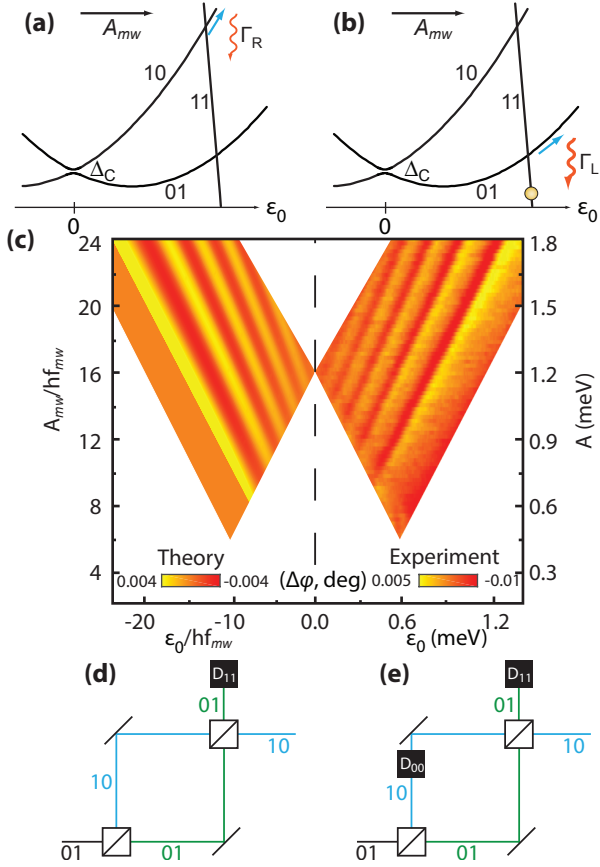 (a)
A_mw
10
Γ_R
11
Δ_C
01
ε_0
0
(b)
A_mw
10
11
Δ_C
01
Γ_L
ε_0
0
(c)
24
20
16
12
8
4
A_mw/hf_mw
1.8
1.5
1.2
0.9
0.6
0.3
A (meV)
Theory
(Δφ, deg)
Experiment
0.004
-0.004
0.005
-0.01
-20
-10
0.0
0.6
1.2
ε_0/hf_mw
ε_0 (meV)
(d)
D_11
01
10
10
01
01
(e)
D_11
01
10
D_00
10
01
01